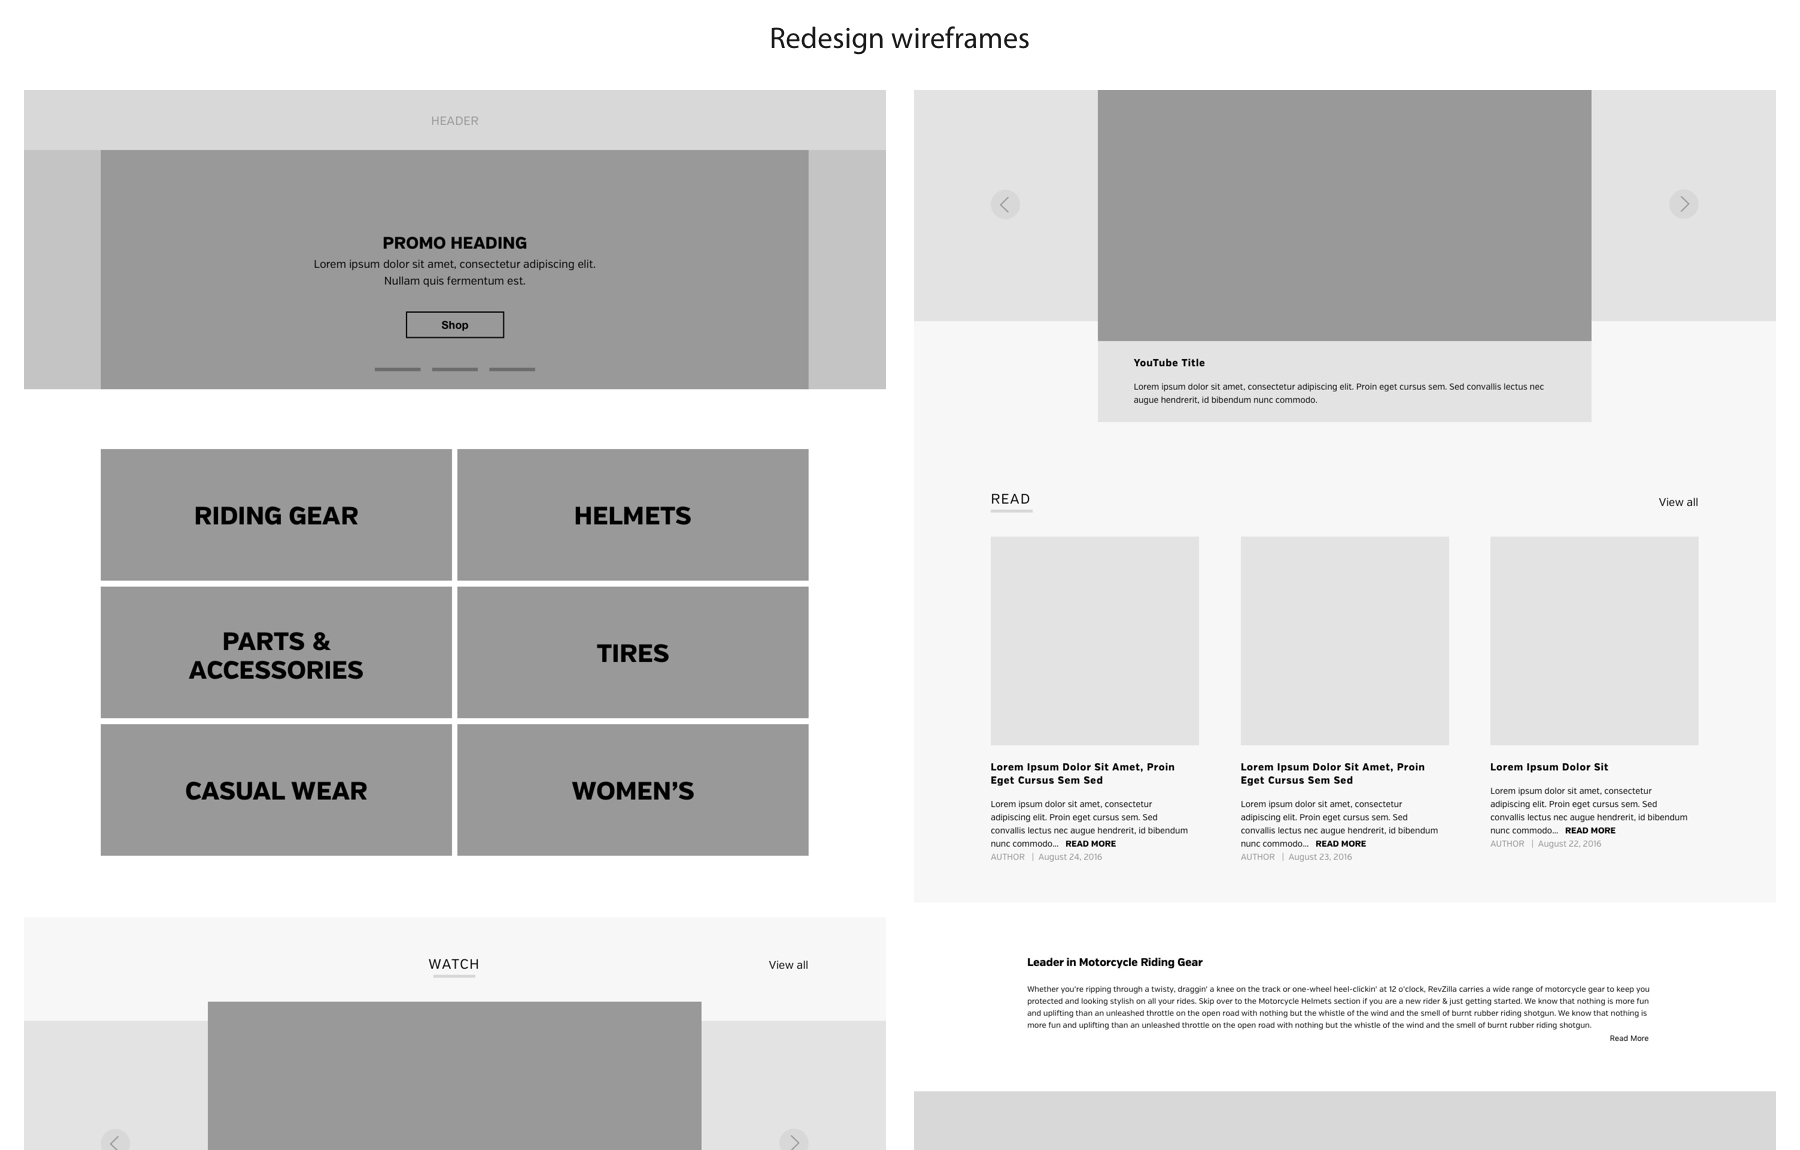 Redesign wireframes
HEADER
PROMO HEADING
Lorem ipsum dolor sit amet, consectetur adipiscing elit.
Nullam quis fermentum est.
Shop
RIDING GEAR
HELMETS
PARTS &
ACCESSORIES
TIRES
CASUAL WEAR
WOMEN’S
WATCH
View all
YouTube Title
Lorem ipsum dolor sit amet, consectetur adipiscing elit. Proin eget cursus sem. Sed convallis lectus nec
augue hendrerit, id bibendum nunc commodo.
READ
View all
Lorem Ipsum Dolor Sit Amet, Proin
Eget Cursus Sem Sed
Lorem ipsum dolor sit amet, consectetur
adipiscing elit. Proin eget cursus sem. Sed
convallis lectus nec augue hendrerit, id bibendum
nunc commodo... READ MORE
AUTHOR | August 24, 2016
Lorem Ipsum Dolor Sit Amet, Proin
Eget Cursus Sem Sed
Lorem ipsum dolor sit amet, consectetur
adipiscing elit. Proin eget cursus sem. Sed
convallis lectus nec augue hendrerit, id bibendum
nunc commodo... READ MORE
AUTHOR | August 23, 2016
Lorem Ipsum Dolor Sit
Lorem ipsum dolor sit amet, consectetur
adipiscing elit. Proin eget cursus sem. Sed
convallis lectus nec augue hendrerit, id bibendum
nunc commodo... READ MORE
AUTHOR | August 22, 2016
Leader in Motorcycle Riding Gear
Whether you're ripping through a twisty, draggin' a knee on the track or one-wheel heel-clickin' at 12 o'clock, RevZilla carries a wide range of motorcycle gear to keep you
protected and looking stylish on all your rides. Skip over to the Motorcycle Helmets section if you are a new rider & just getting started. We know that nothing is more fun
and uplifting than an unleashed throttle on the open road with nothing but the whistle of the wind and the smell of burnt rubber riding shotgun. We know that nothing is
more fun and uplifting than an unleashed throttle on the open road with nothing but the whistle of the wind and the smell of burnt rubber riding shotgun.
Read More